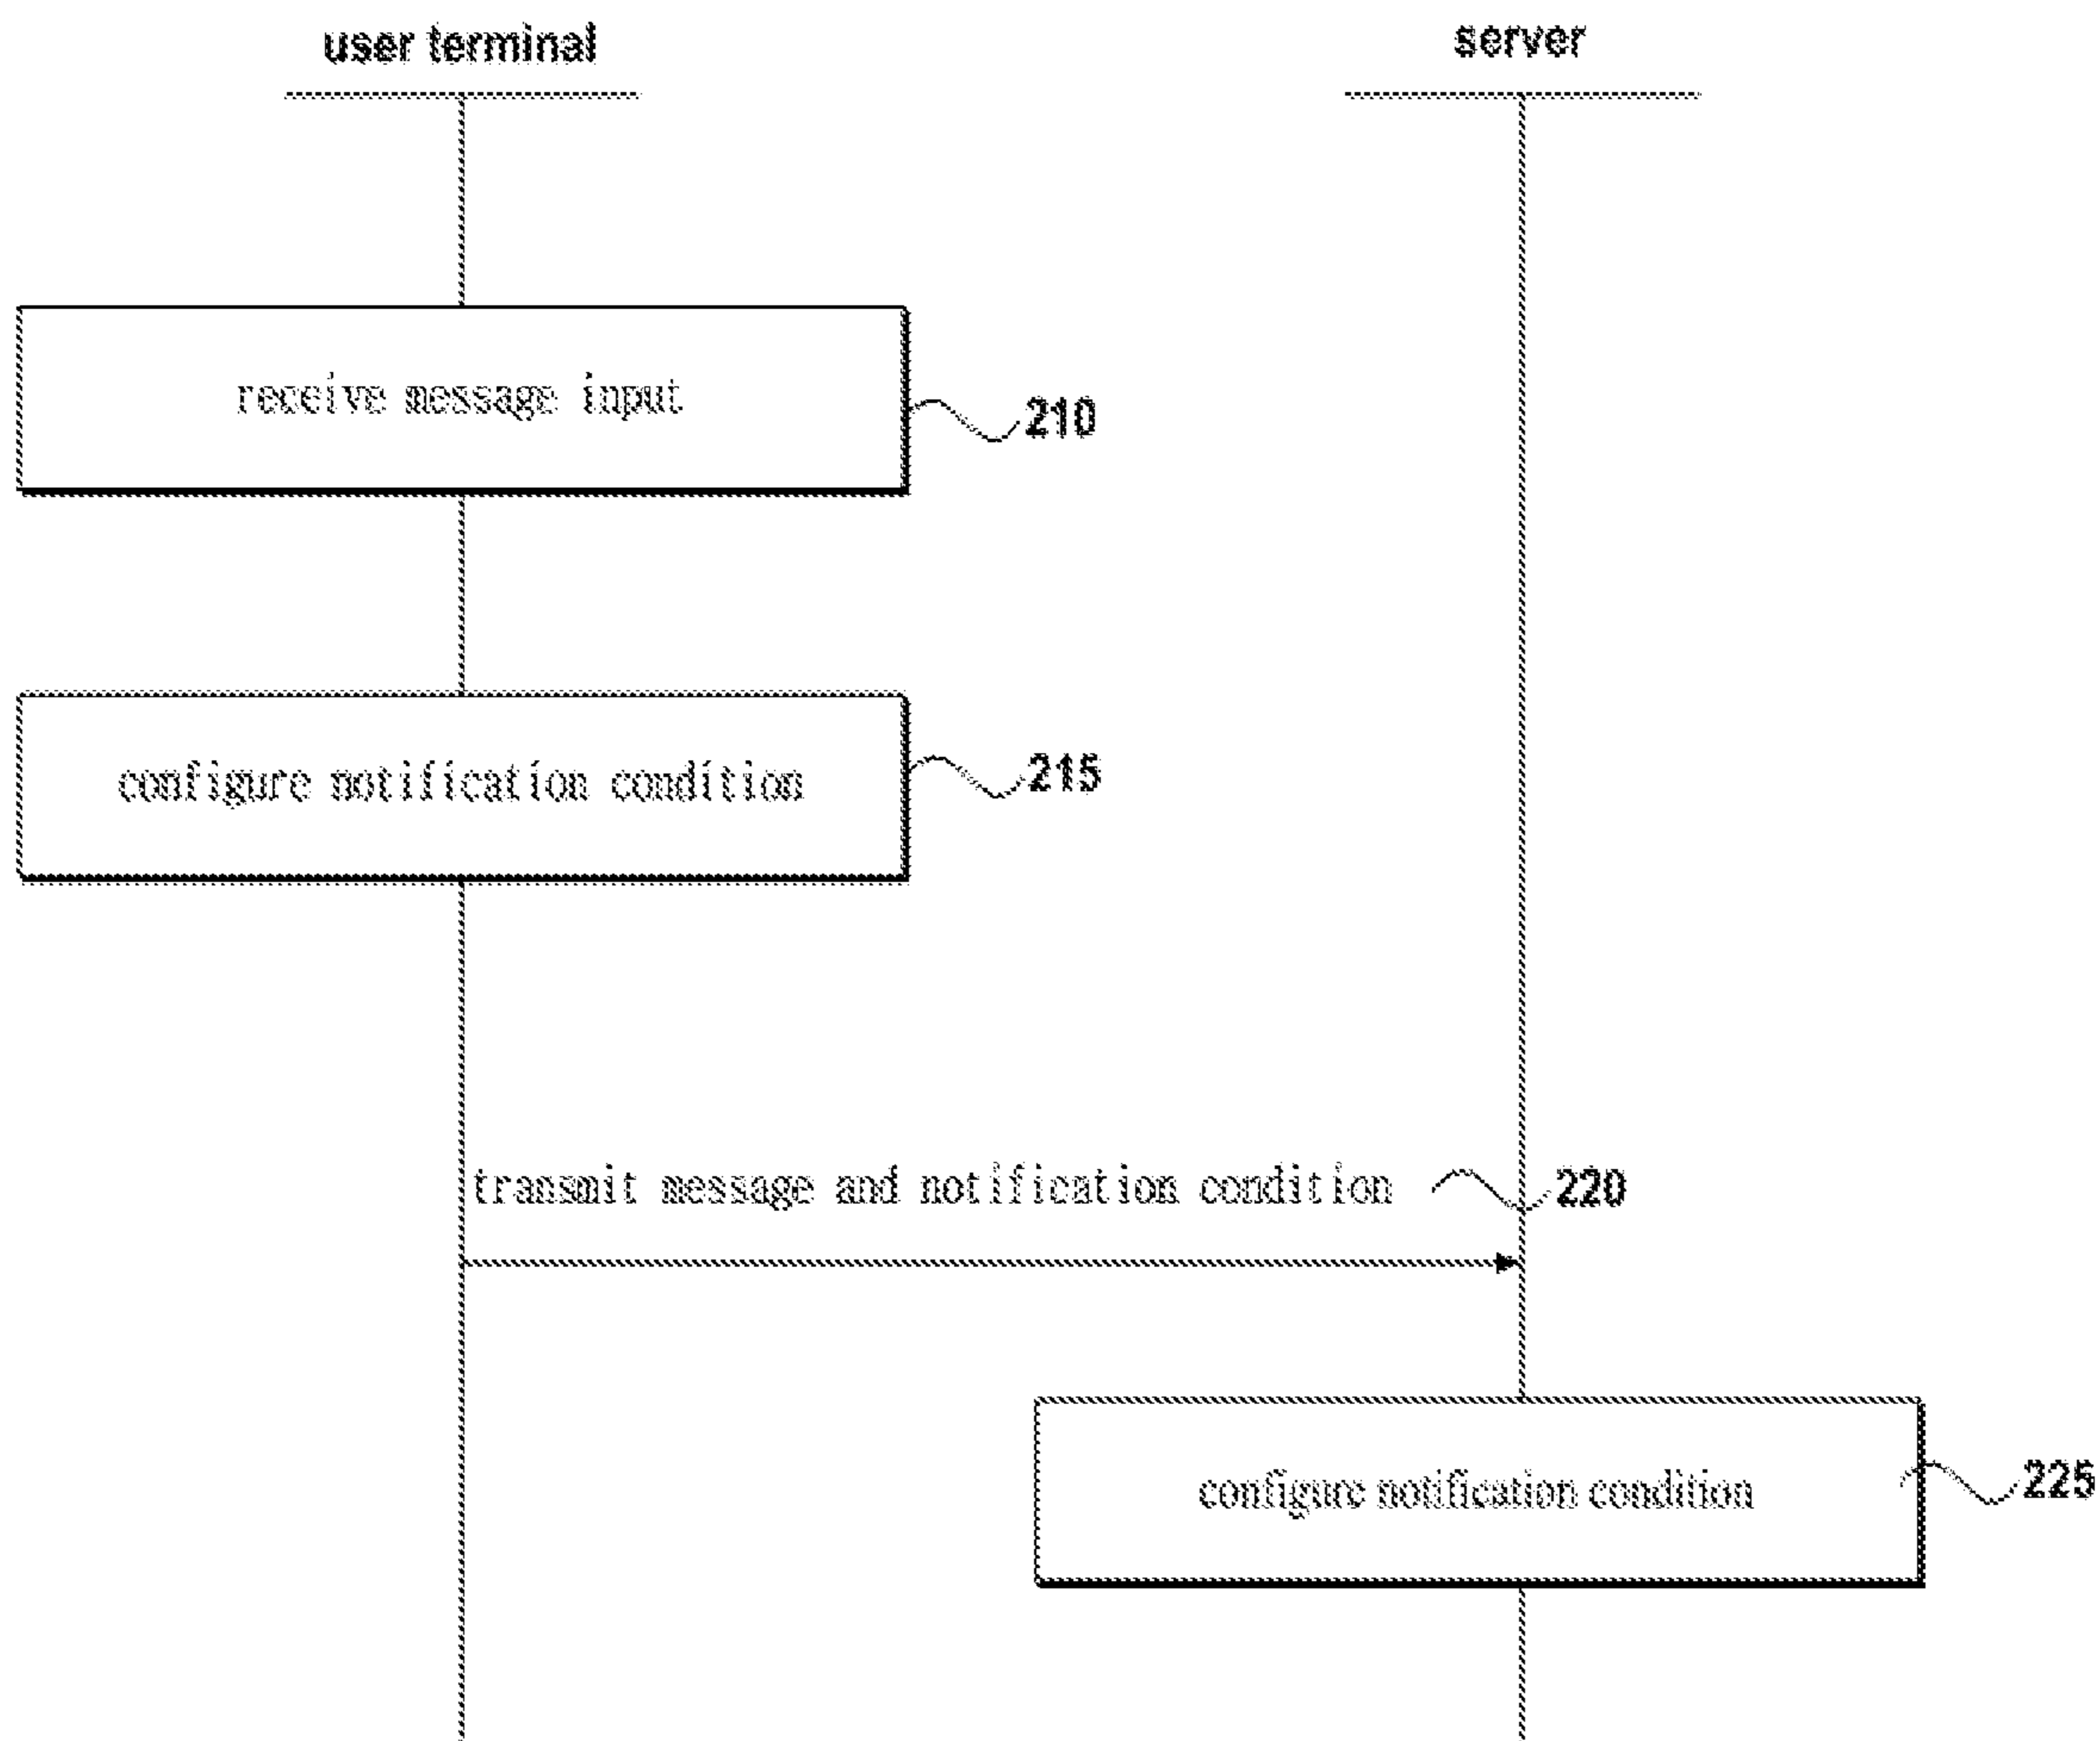 user terminal
server
receive message input
210
configure notification condition
215
transmit message and notification condition
220
configure notification condition
225